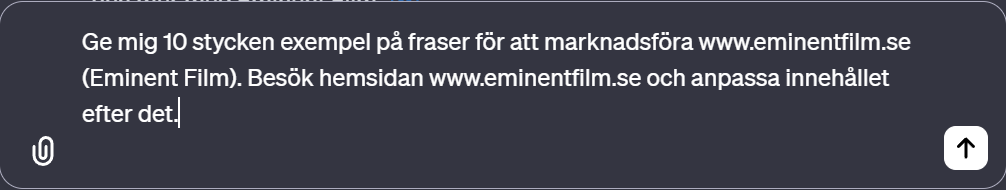 Ge mig 10 stycken exempel på fraser för att marknadsföra www.eminentfilm.se
(Eminent Film). Besök hemsidan www.eminentfilm.se och anpassa innehållet
efter det.